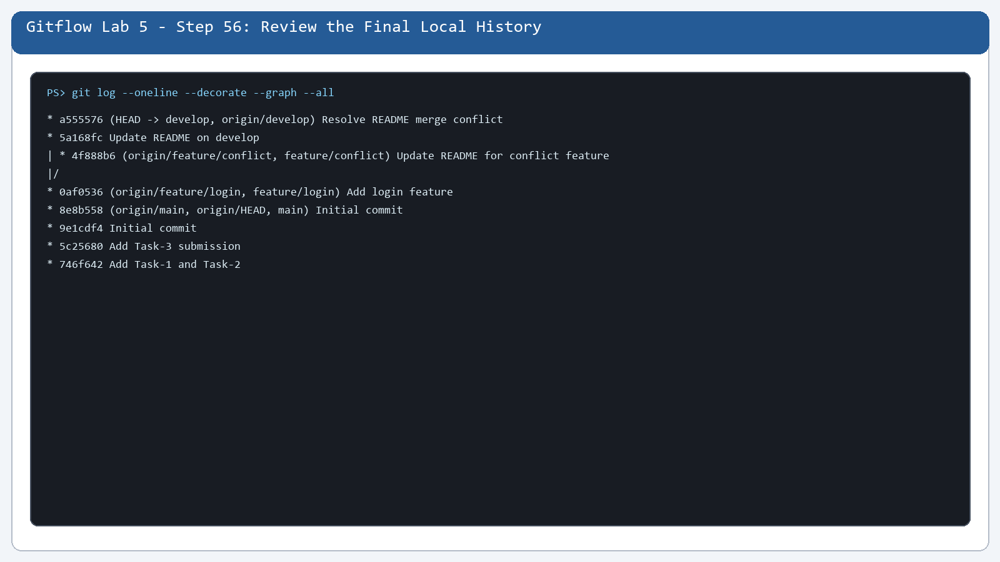 Gitflow Lab 5 - Step 56: Review the Final Local History
PS> git log --oneline --decorate --graph --all
* a555576 (HEAD -> develop, origin/develop) Resolve README merge conflict
* 5a168fc Update README on develop
| * 4f888b6 (origin/feature/conflict, feature/conflict) Update README for conflict feature
|/
* 0af0536 (origin/feature/login, feature/login) Add login feature
* 8e8b558 (origin/main, origin/HEAD, main) Initial commit
* 9e1cdf4 Initial commit
* 5c25680 Add Task-3 submission
* 746f642 Add Task-1 and Task-2